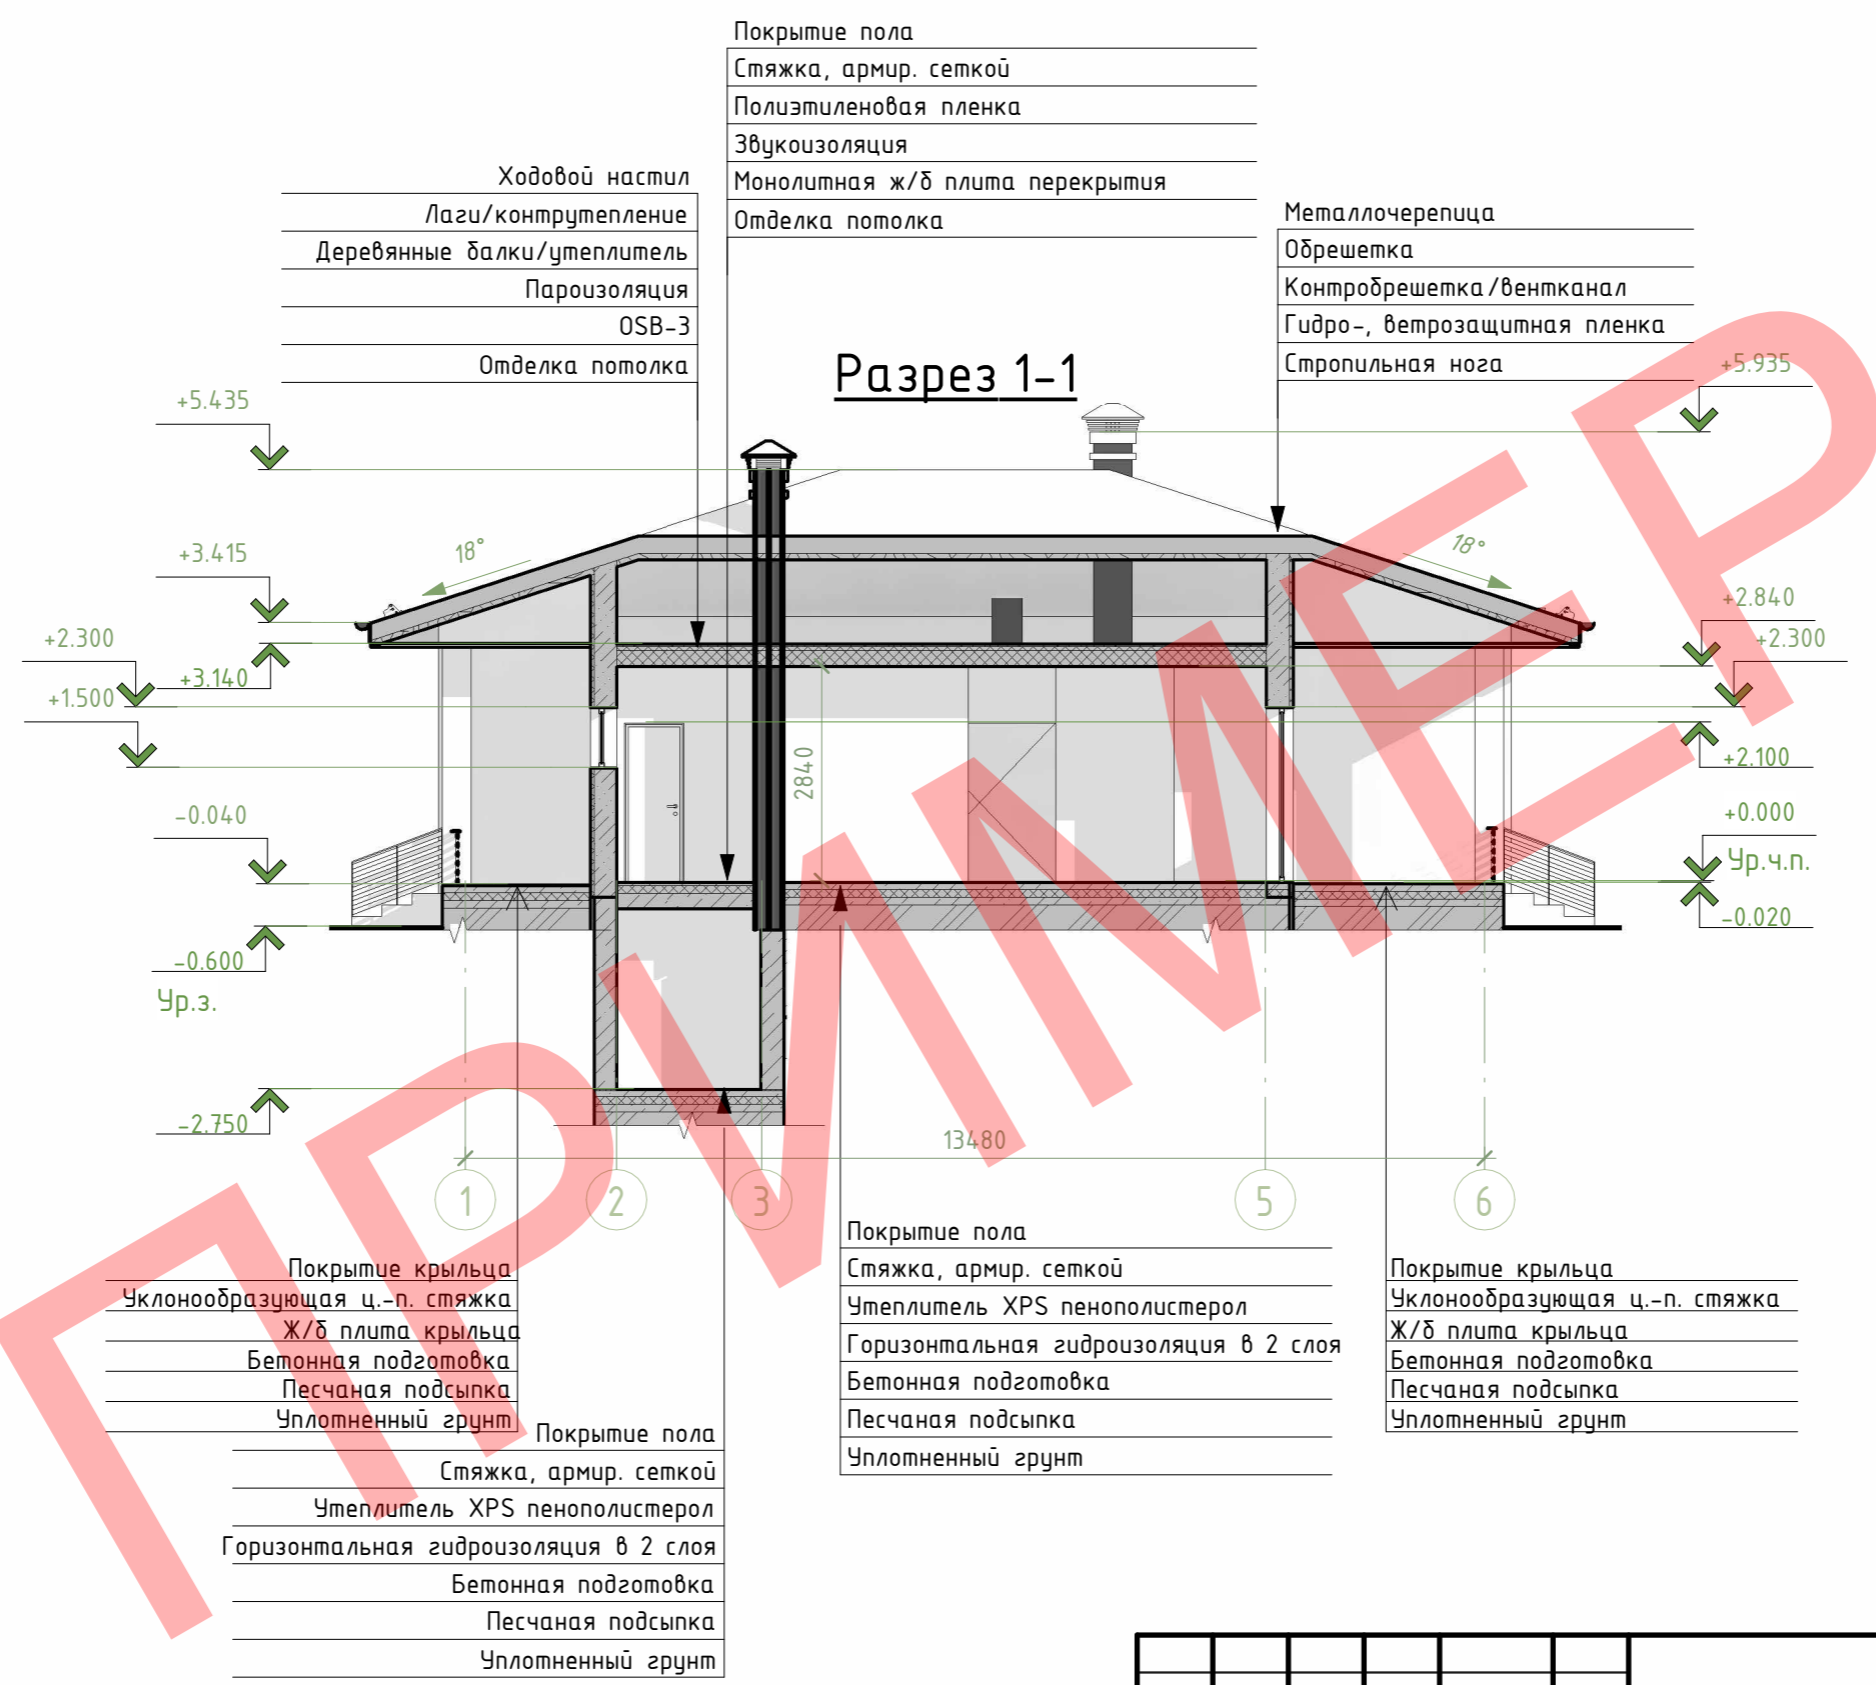 Покрытие пола
Стяжка, армир. сеткой
Полиэтиленовая пленка
Звукоизоляция
Монолитная ж/б плита перекрытия
Отделка потолка
Ходовой настил
Лаги/контрутепление
Деревянные балки/утеплитель
Пароизоляция
OSB-3
Отделка потолка
Металлочерепица
Обрешетка
Контробрешетка/вентканал
Гидро-, ветрозащитная пленка
Стропильная нога
Разрез 1-1
+5.435
+5.935
+3.415
18°
18°
+2.840
+2.300
+2.300
+3.140
+1.500
2840
+2.100
-0.040
+0.000
Ур.ч.п.
-0.020
-0.600
Ур.з.
-2.750
13480
1
2
3
5
6
ПРИМЕР
Покрытие крыльца
Уклонообразующая ц.-п. стяжка
Ж/б плита крыльца
Бетонная подготовка
Песчаная подсыпка
Уплотненный грунт
Покрытие пола
Стяжка, армир. сеткой
Утеплитель XPS пенополистерол
Горизонтальная гидроизоляция в 2 слоя
Бетонная подготовка
Песчаная подсыпка
Уплотненный грунт
Покрытие пола
Стяжка, армир. сеткой
Утеплитель XPS пенополистерол
Горизонтальная гидроизоляция в 2 слоя
Бетонная подготовка
Песчаная подсыпка
Уплотненный грунт
Покрытие крыльца
Уклонообразующая ц.-п. стяжка
Ж/б плита крыльца
Бетонная подготовка
Песчаная подсыпка
Уплотненный грунт